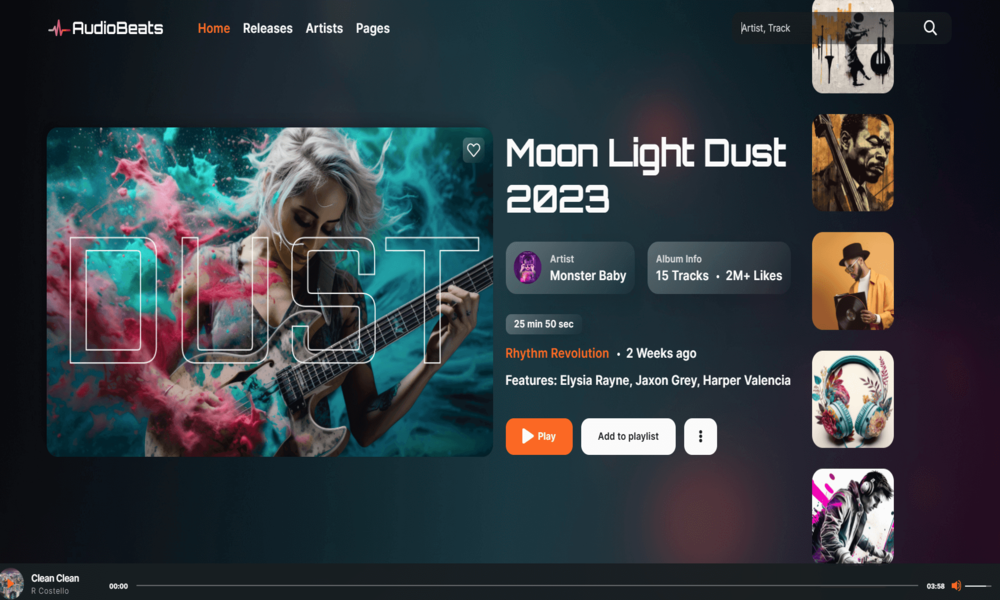 AudioBeats
Home Releases Artists Pages
Artist, Track
DUST
Moon Light Dust
2023
Artist
Monster Baby
Album Info
15 Tracks • 2M+ Likes
25 min 50 sec
Rhythm Revolution • 2 Weeks ago
Features: Elysia Rayne, Jaxon Grey, Harper Valencia
Play
Add to playlist
Clean Clean
R Costello
00:00
03:58